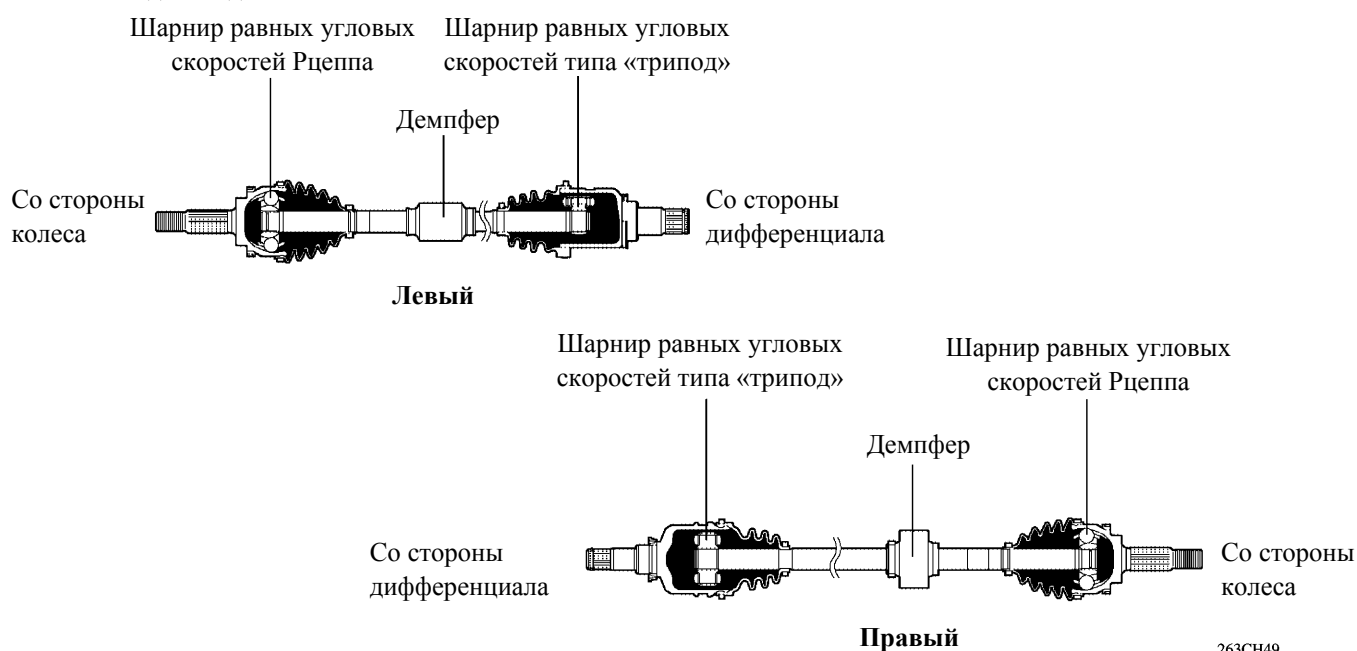 Шарнир равных угловых
скоростей Рцеппа
Шарнир равных угловых
скоростей типа «трипод»
Демпфер
Со стороны
колеса
Со стороны
дифференциала
Левый
Шарнир равных угловых
скоростей типа «трипод»
Шарнир равных угловых
скоростей Рцеппа
Демпфер
Со стороны
дифференциала
Со стороны
колеса
Правый
263CH49